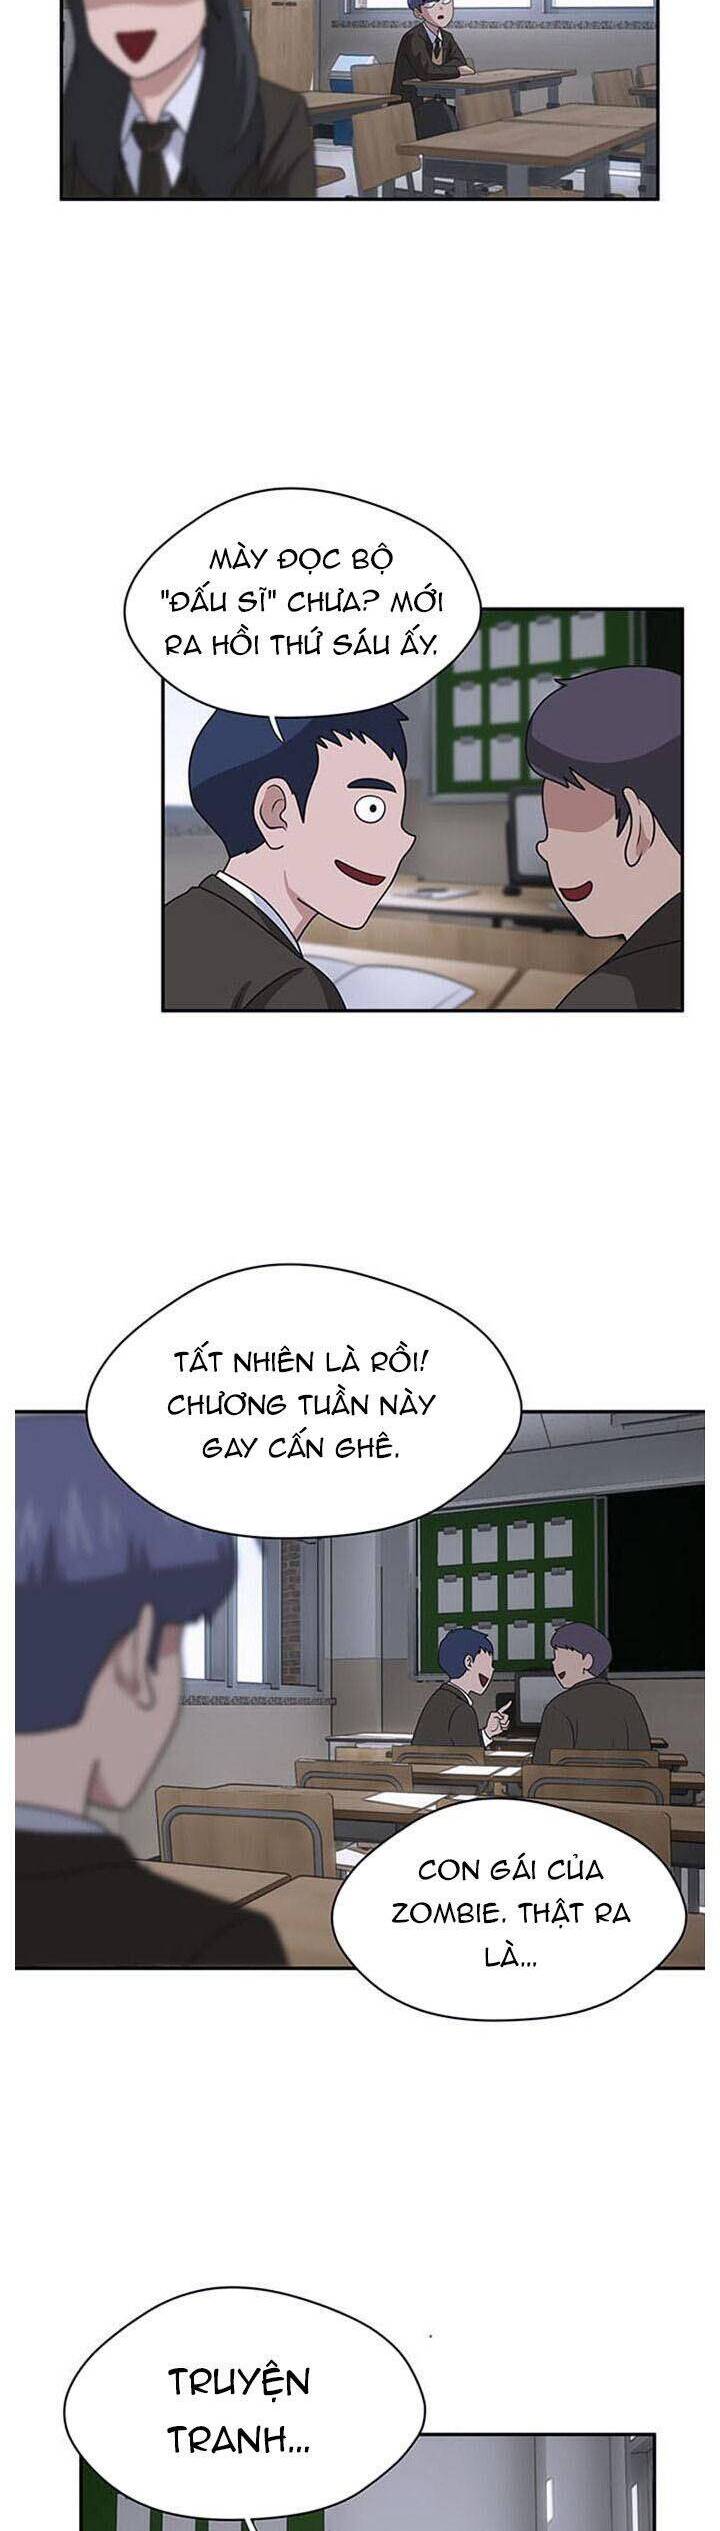 MÀY ĐỌC BỘ
"ĐẤU SĨ" CHƯA? MỚI
RA HỒI THỨ SÁU ẤY.
TẤT NHIÊN LÀ RỒI!
CHƯƠNG TUẦN NÀY
GAY CẤN GHÊ.
CON GÁI CỦA
ZOMBIE. THẬT RA
LÀ...
TRUYỆN
TRANH...